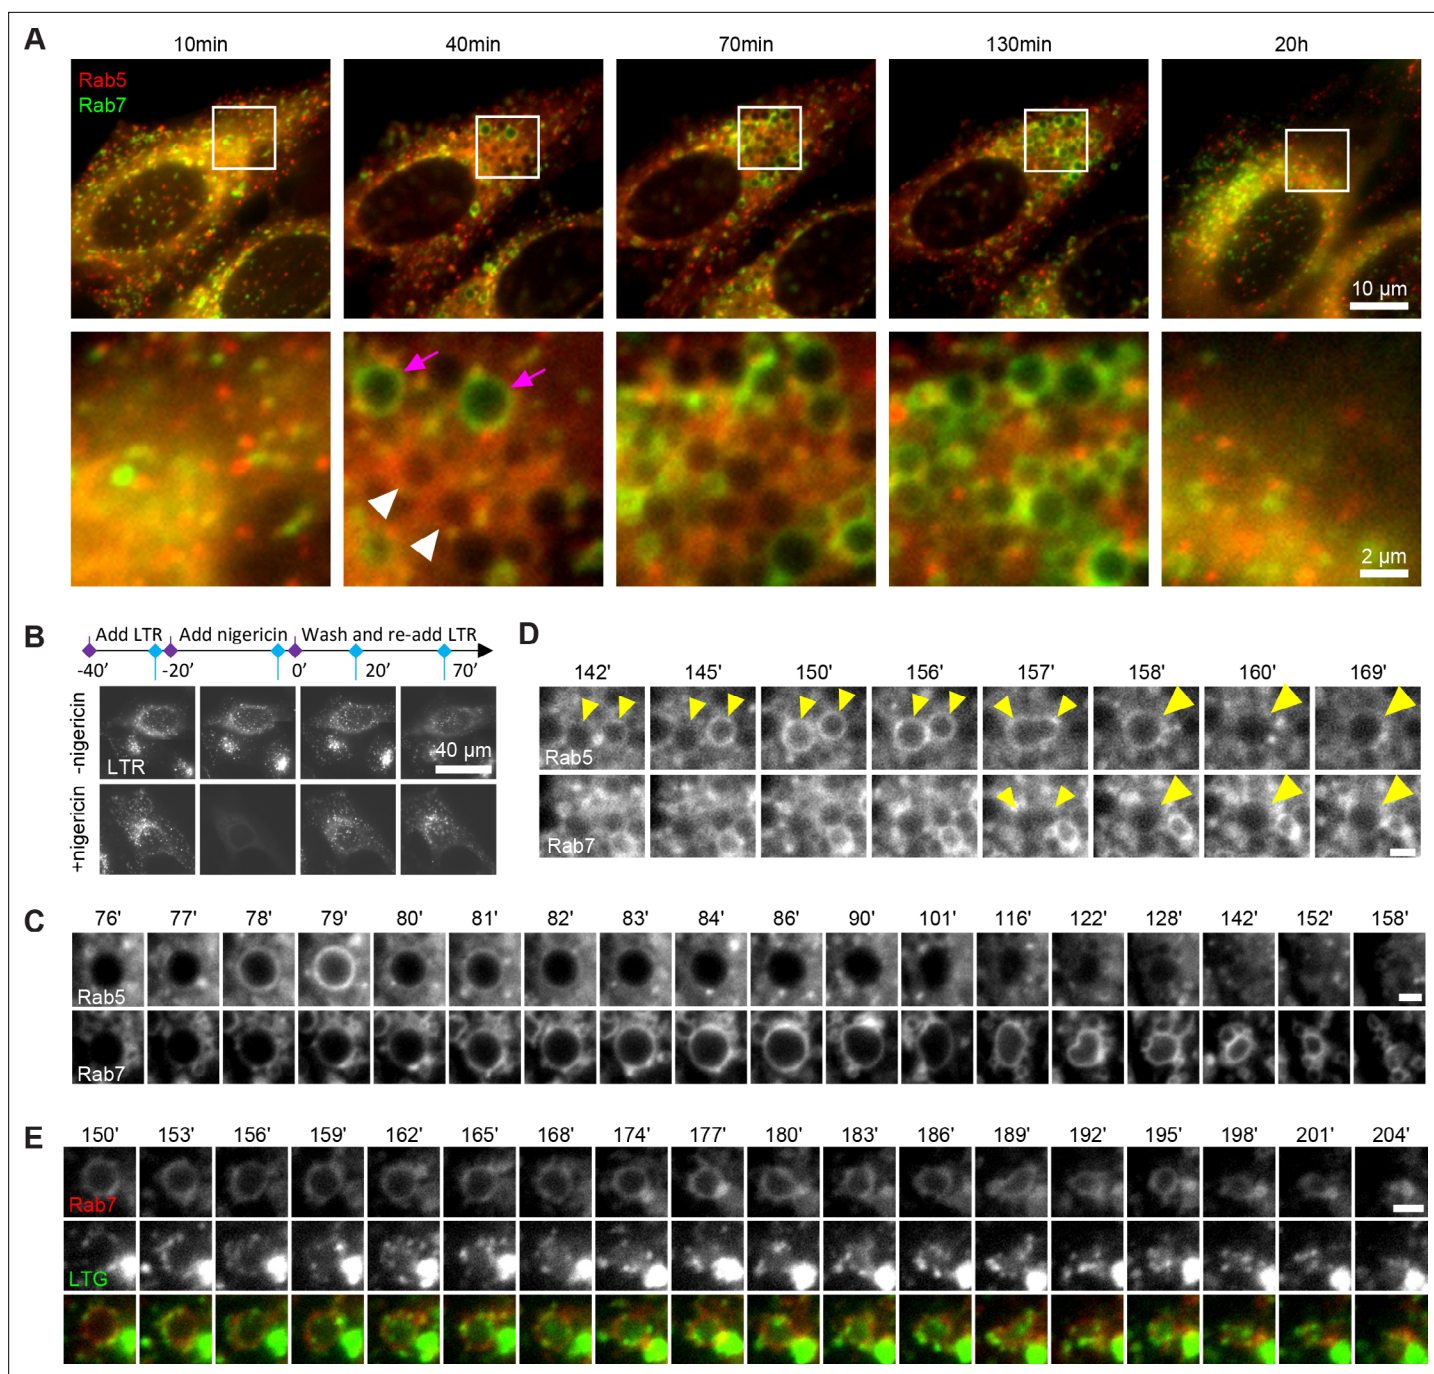 A
10min 40min 70min 130min 20h
Rab5
Rab7
10 µm
2 µm
B
Add LTR Add nigericin Wash and re-add LTR
-40' -20' 0' 20' 70'
-nigericin
LTR
40 µm
+nigericin
D
142' 145' 150' 156' 157' 158' 160' 169'
Rab5
Rab7
C
76' 77' 78' 79' 80' 81' 82' 83' 84' 86' 90' 101' 116' 122' 128' 142' 152' 158'
Rab5
Rab7
E
150' 153' 156' 159' 162' 165' 168' 174' 177' 180' 183' 186' 189' 192' 195' 198' 201' 204'
Rab7
LTG